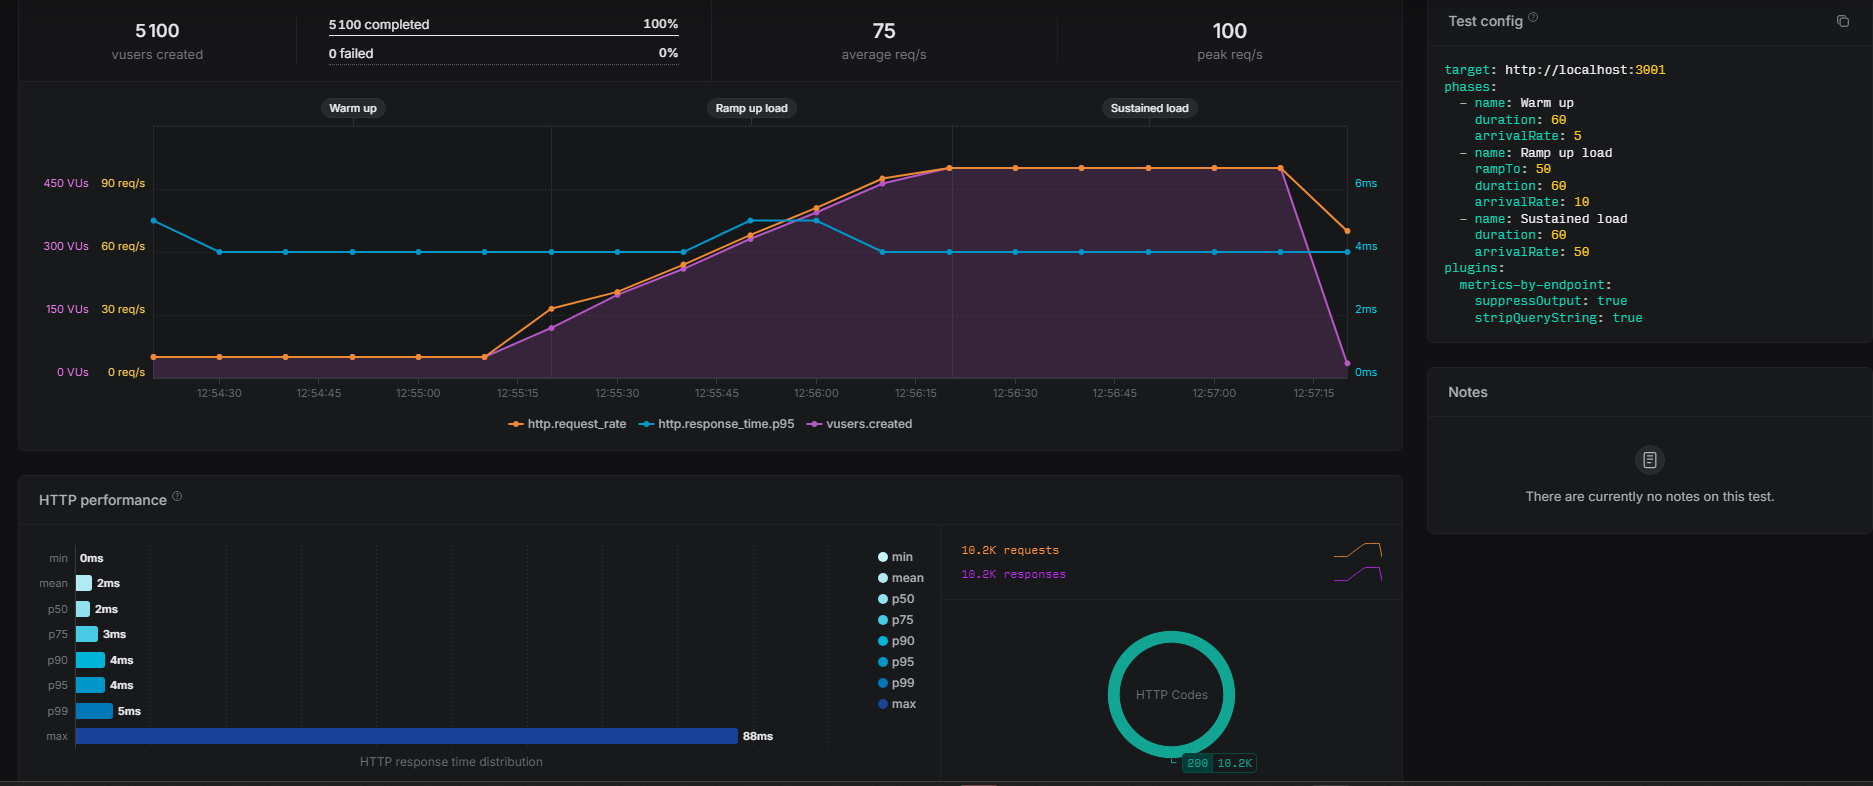 5100
vusers created
5100 completed 100%
0 failed 0%
75
average req/s
100
peak req/s
Warm up
Ramp up load
Sustained load
450 VUs 90 req/s 6ms
300 VUs 60 req/s 4ms
150 VUs 30 req/s 2ms
0 VUs 0 req/s 0ms
12:54:30 12:54:45 12:55:00 12:55:15 12:55:30 12:55:45 12:56:00 12:56:15 12:56:30 12:56:45 12:57:00 12:57:15
http.request_rate http.response_time.p95 vusers.created
HTTP performance ?
min 0ms
mean 2ms
p50 2ms
p75 3ms
p90 4ms
p95 4ms
p99 5ms
max 88ms
HTTP response time distribution
min
mean
p50
p75
p90
p95
p99
max
10.2K requests
10.2K responses
HTTP Codes
200 10.2K
Test config ?
target: http://localhost:3001
phases:
- name: Warm up
duration: 60
arrivalRate: 5
- name: Ramp up load
rampTo: 50
duration: 60
arrivalRate: 10
- name: Sustained load
duration: 60
arrivalRate: 50
plugins:
metrics-by-endpoint:
suppressOutput: true
stripQueryString: true
Notes
There are currently no notes on this test.